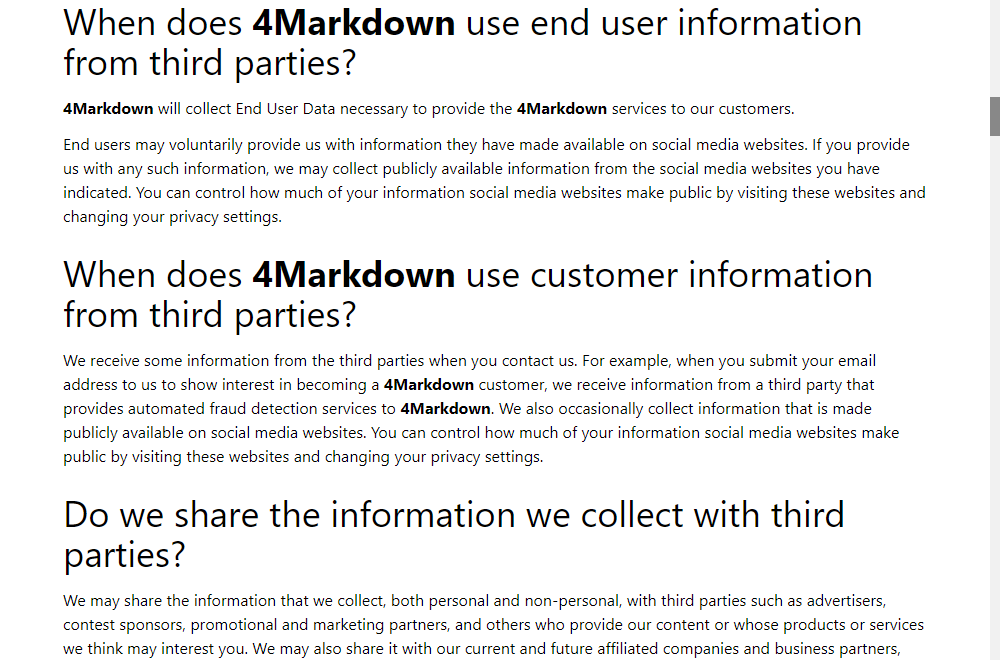 When does 4Markdown use end user information
from third parties?
4Markdown will collect End User Data necessary to provide the 4Markdown services to our customers.
End users may voluntarily provide us with information they have made available on social media websites. If you provide
us with any such information, we may collect publicly available information from the social media websites you have
indicated. You can control how much of your information social media websites make public by visiting these websites and
changing your privacy settings.
When does 4Markdown use customer information
from third parties?
We receive some information from the third parties when you contact us. For example, when you submit your email
address to us to show interest in becoming a 4Markdown customer, we receive information from a third party that
provides automated fraud detection services to 4Markdown. We also occasionally collect information that is made
publicly available on social media websites. You can control how much of your information social media websites make
public by visiting these websites and changing your privacy settings.
Do we share the information we collect with third
parties?
We may share the information that we collect, both personal and non-personal, with third parties such as advertisers,
contest sponsors, promotional and marketing partners, and others who provide our content or whose products or services
we think may interest you. We may also share it with our current and future affiliated companies and business partners,